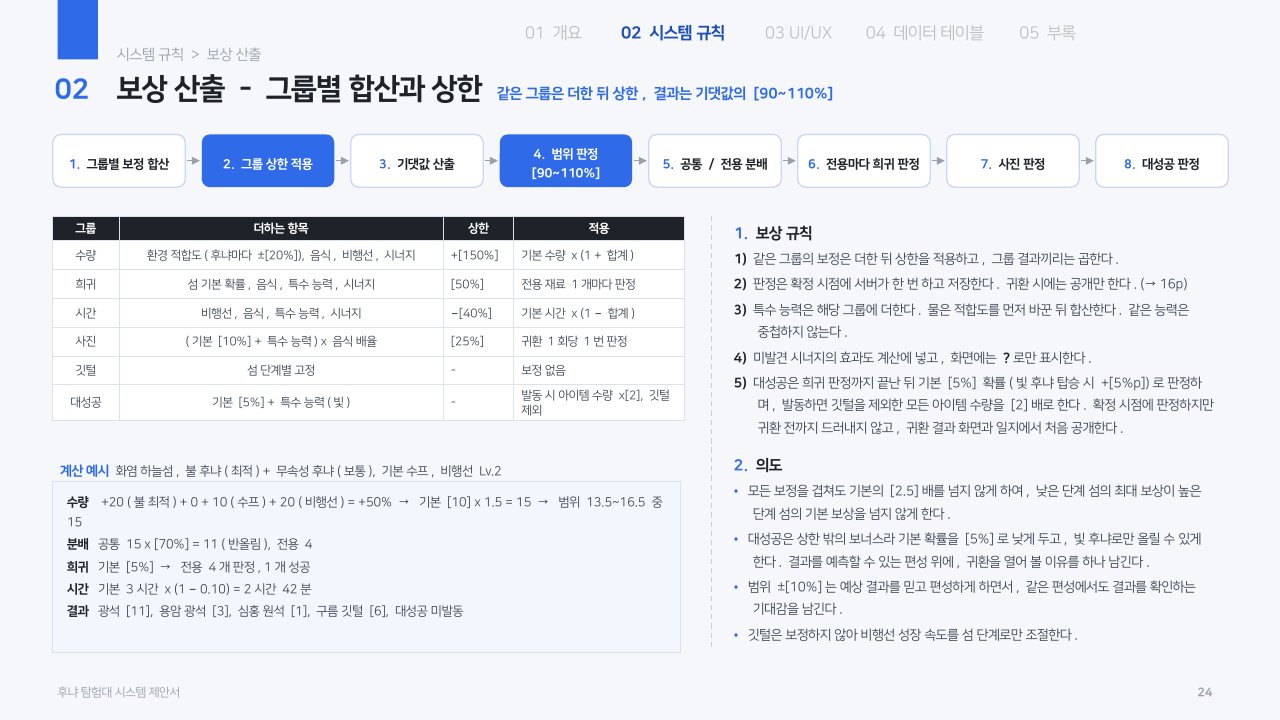 01 개요 02 시스템 규칙 03 UI/UX 04 데이터 테이블 05 부록
시스템 규칙 > 보상 산출
02 보상 산출 - 그룹별 합산과 상한 같은 그룹은 더한 뒤 상한 , 결과는 기댓값의 [90~110%]
1. 그룹별 보정 합산
2. 그룹 상한 적용
3. 기댓값 산출
4. 범위 판정
[90~110%]
5. 공통 / 전용 분배
6. 전용마다 희귀 판정
7. 사진 판정
8. 대성공 판정
그룹 더하는 항목 상한 적용
수량 환경 적합도 ( 후냐마다 ±[20%]), 음식 , 비행선 , 시너지 +[150%] 기본 수량 x (1 + 합계 )
희귀 섬 기본 확률 , 음식 , 특수 능력 , 시너지 [50%] 전용 재료 1 개마다 판정
시간 비행선 , 음식 , 특수 능력 , 시너지 −[40%] 기본 시간 x (1 − 합계 )
사진 ( 기본 [10%] + 특수 능력 ) x 음식 배율 [25%] 귀환 1 회당 1 번 판정
깃털 섬 단계별 고정 - 보정 없음
대성공 기본 [5%] + 특수 능력 ( 빛 ) - 발동 시 아이템 수량 x[2], 깃털
제외
계산 예시 화염 하늘섬 , 불 후냐 ( 최적 ) + 무속성 후냐 ( 보통 ), 기본 수프 , 비행선 Lv.2
수량 +20 ( 불 최적 ) + 0 + 10 ( 수프 ) + 20 ( 비행선 ) = +50% → 기본 [10] x 1.5 = 15 → 범위 13.5~16.5 중
15
분배 공통 15 x [70%] = 11 ( 반올림 ), 전용 4
희귀 기본 [5%] → 전용 4 개 판정 , 1 개 성공
시간 기본 3 시간 x (1 − 0.10) = 2 시간 42 분
결과 광석 [11], 용암 광석 [3], 심홍 원석 [1], 구름 깃털 [6], 대성공 미발동
1. 보상 규칙
1) 같은 그룹의 보정은 더한 뒤 상한을 적용하고 , 그룹 결과끼리는 곱한다 .
2) 판정은 확정 시점에 서버가 한 번 하고 저장한다 . 귀환 시에는 공개만 한다 . (→ 16p)
3) 특수 능력은 해당 그룹에 더한다 . 물은 적합도를 먼저 바꾼 뒤 합산한다 . 같은 능력은
중첩하지 않는다 .
4) 미발견 시너지의 효과도 계산에 넣고 , 화면에는 ? 로만 표시한다 .
5) 대성공은 희귀 판정까지 끝난 뒤 기본 [5%] 확률 ( 빛 후냐 탑승 시 +[5%p]) 로 판정하
며 , 발동하면 깃털을 제외한 모든 아이템 수량을 [2] 배로 한다 . 확정 시점에 판정하지만
귀환 전까지 드러내지 않고 , 귀환 결과 화면과 일지에서 처음 공개한다 .
2. 의도
• 모든 보정을 겹쳐도 기본의 [2.5] 배를 넘지 않게 하여 , 낮은 단계 섬의 최대 보상이 높은
단계 섬의 기본 보상을 넘지 않게 한다 .
• 대성공은 상한 밖의 보너스라 기본 확률을 [5%] 로 낮게 두고 , 빛 후냐로만 올릴 수 있게
한다 . 결과를 예측할 수 있는 편성 위에 , 귀환을 열어 볼 이유를 하나 남긴다 .
• 범위 ±[10%] 는 예상 결과를 믿고 편성하게 하면서 , 같은 편성에서도 결과를 확인하는
기대감을 남긴다 .
• 깃털은 보정하지 않아 비행선 성장 속도를 섬 단계로만 조절한다 .
후냐 탐험대 시스템 제안서
24